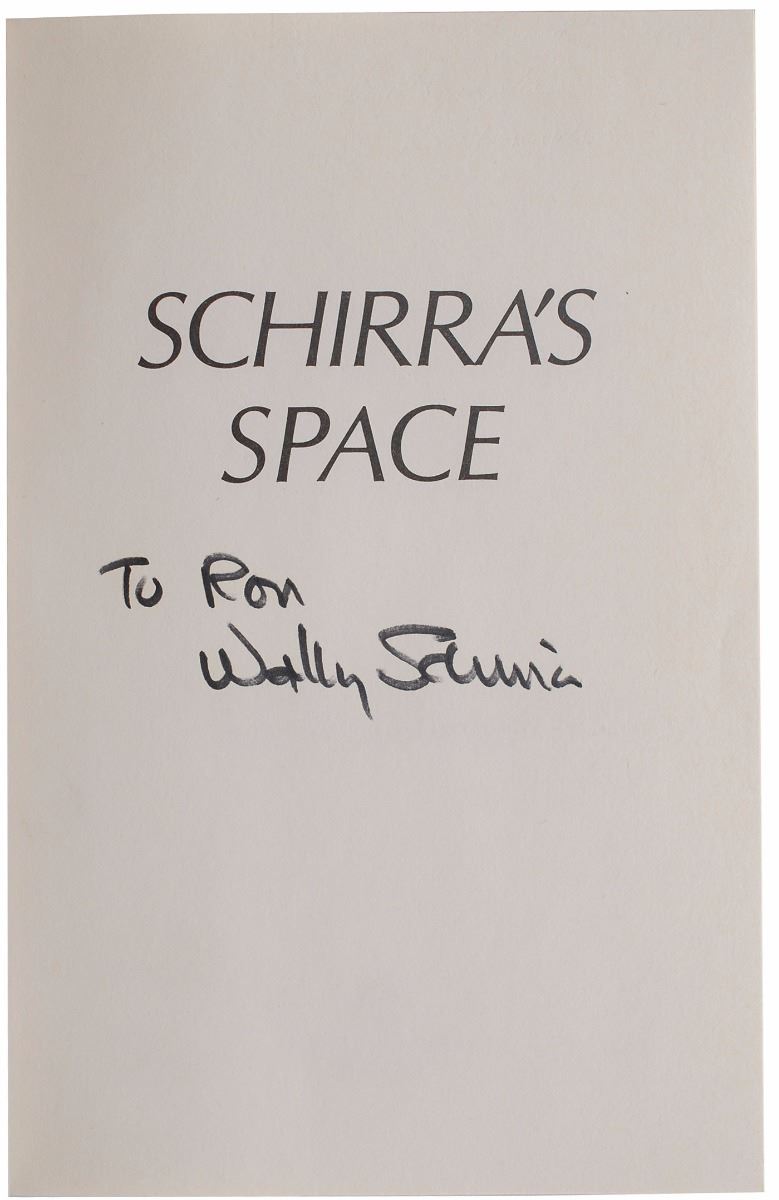 SCHIRRA'S
SPACE
To Ron
Wally Schirra